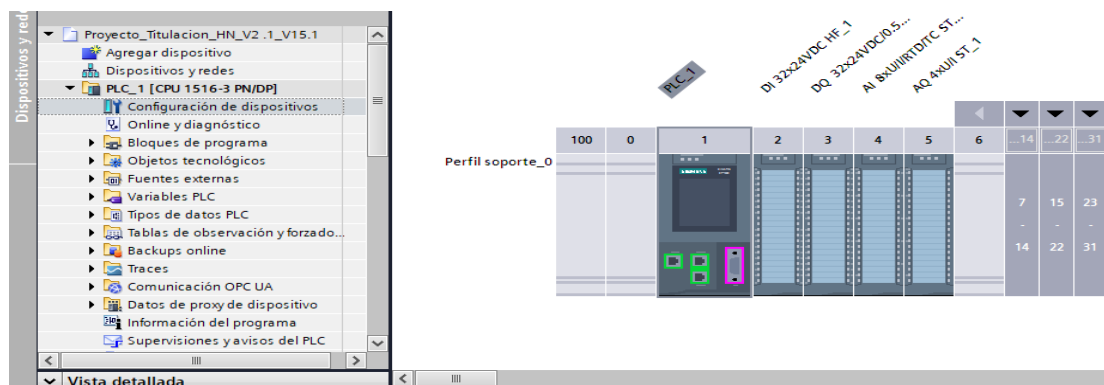 Dispositivos y rede
Proyecto_Titulacion_HN_V2 .1_V15.1
Agregar dispositivo
Dispositivos y redes
PLC_1 [CPU 1516-3 PN/DP]
Configuración de dispositivos
Online y diagnóstico
Bloques de programa
Objetos tecnológicos
Fuentes externas
Variables PLC
Tipos de datos PLC
Tablas de observación y forzado...
Backups online
Traces
Comunicación OPC UA
Datos de proxy de dispositivo
Información del programa
Supervisiones y avisos del PLC
Vista detallada
PLC_1
DI 32x24VDC HF_1
DQ 32x24VDC/0.5...
AI 8xU/I/RTD/TC ST...
AQ 4xU/I ST_1
100 0 1 2 3 4 5 6 ...14 ...22 ...31
Perfil soporte_0
SIEMENS
7 15 23
- - -
14 22 31